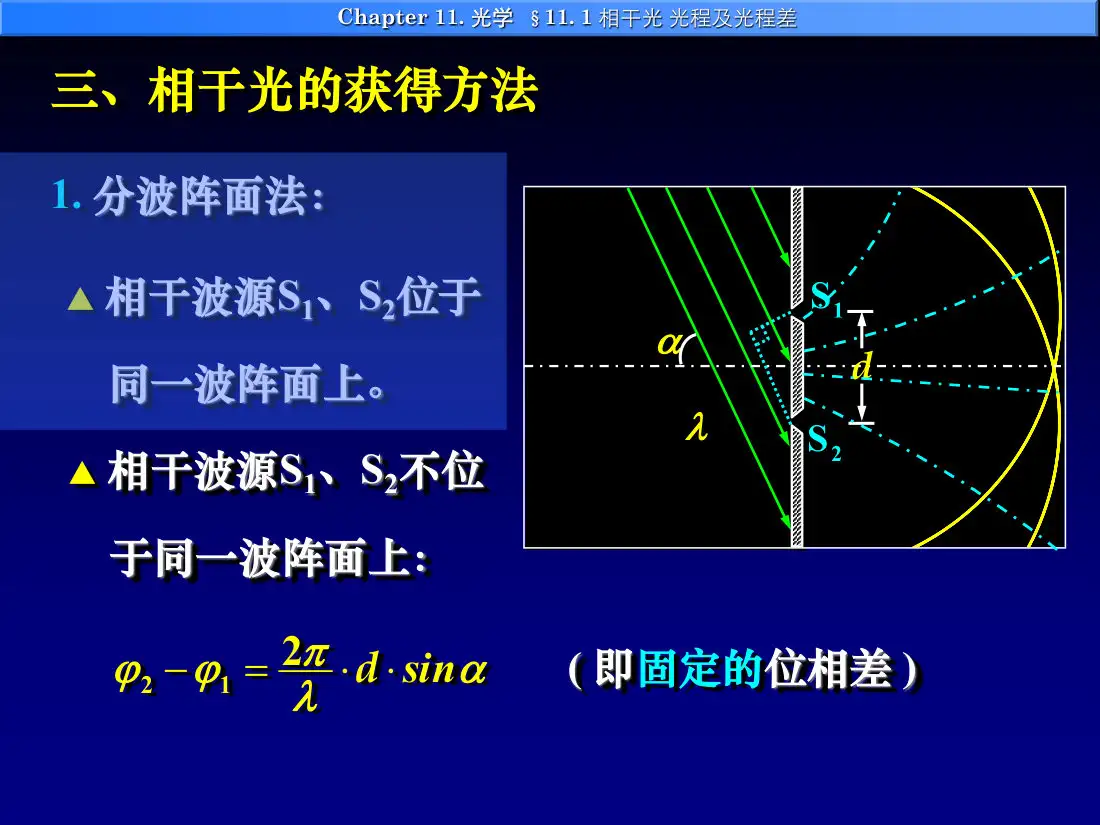 Chapter 11. 光学 §11.1 相干光 光程及光程差
三、相干光的获得方法
1. 分波阵面法：
▲ 相干波源S₁、S₂位于
同一波阵面上。
▲ 相干波源S₁、S₂不位
于同一波阵面上：
φ₂ − φ₁ = 2π/λ · d · sinα
(即固定的位相差)
S₁
α
d
λ
S₂